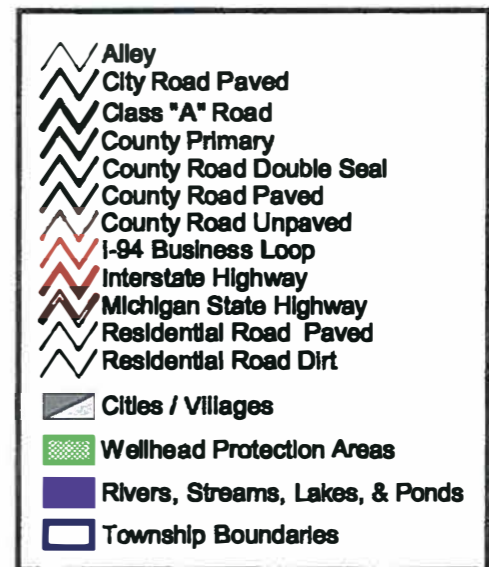 Alley
City Road Paved
Class "A" Road
County Primary
County Road Double Seal
County Road Paved
County Road Unpaved
I-94 Business Loop
Interstate Highway
Michigan State Highway
Residential Road Paved
Residential Road Dirt
Cities / Villages
Wellhead Protection Areas
Rivers, Streams, Lakes, & Ponds
Township Boundaries